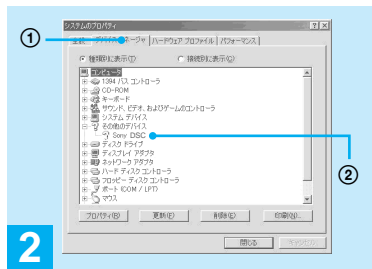 システムのプロパティ
全般 デバイス マネージャ ハードウェア プロファイル パフォーマンス
①
種類別に表示(T) 接続別に表示(C)
コンピュータ
1394 バス コントローラ
CD-ROM
キーボード
サウンド、ビデオ、およびゲームのコントローラ
システム デバイス
その他のデバイス
Sony DSC
②
ディスク ドライブ
ディスプレイ アダプタ
ネットワーク アダプタ
ハード ディスク コントローラ
フロッピー ディスク コントローラ
ポート (COM / LPT)
マウス
プロパティ(R) 更新(F) 削除(E) 印刷(N)...
2
閉じる キャンセル